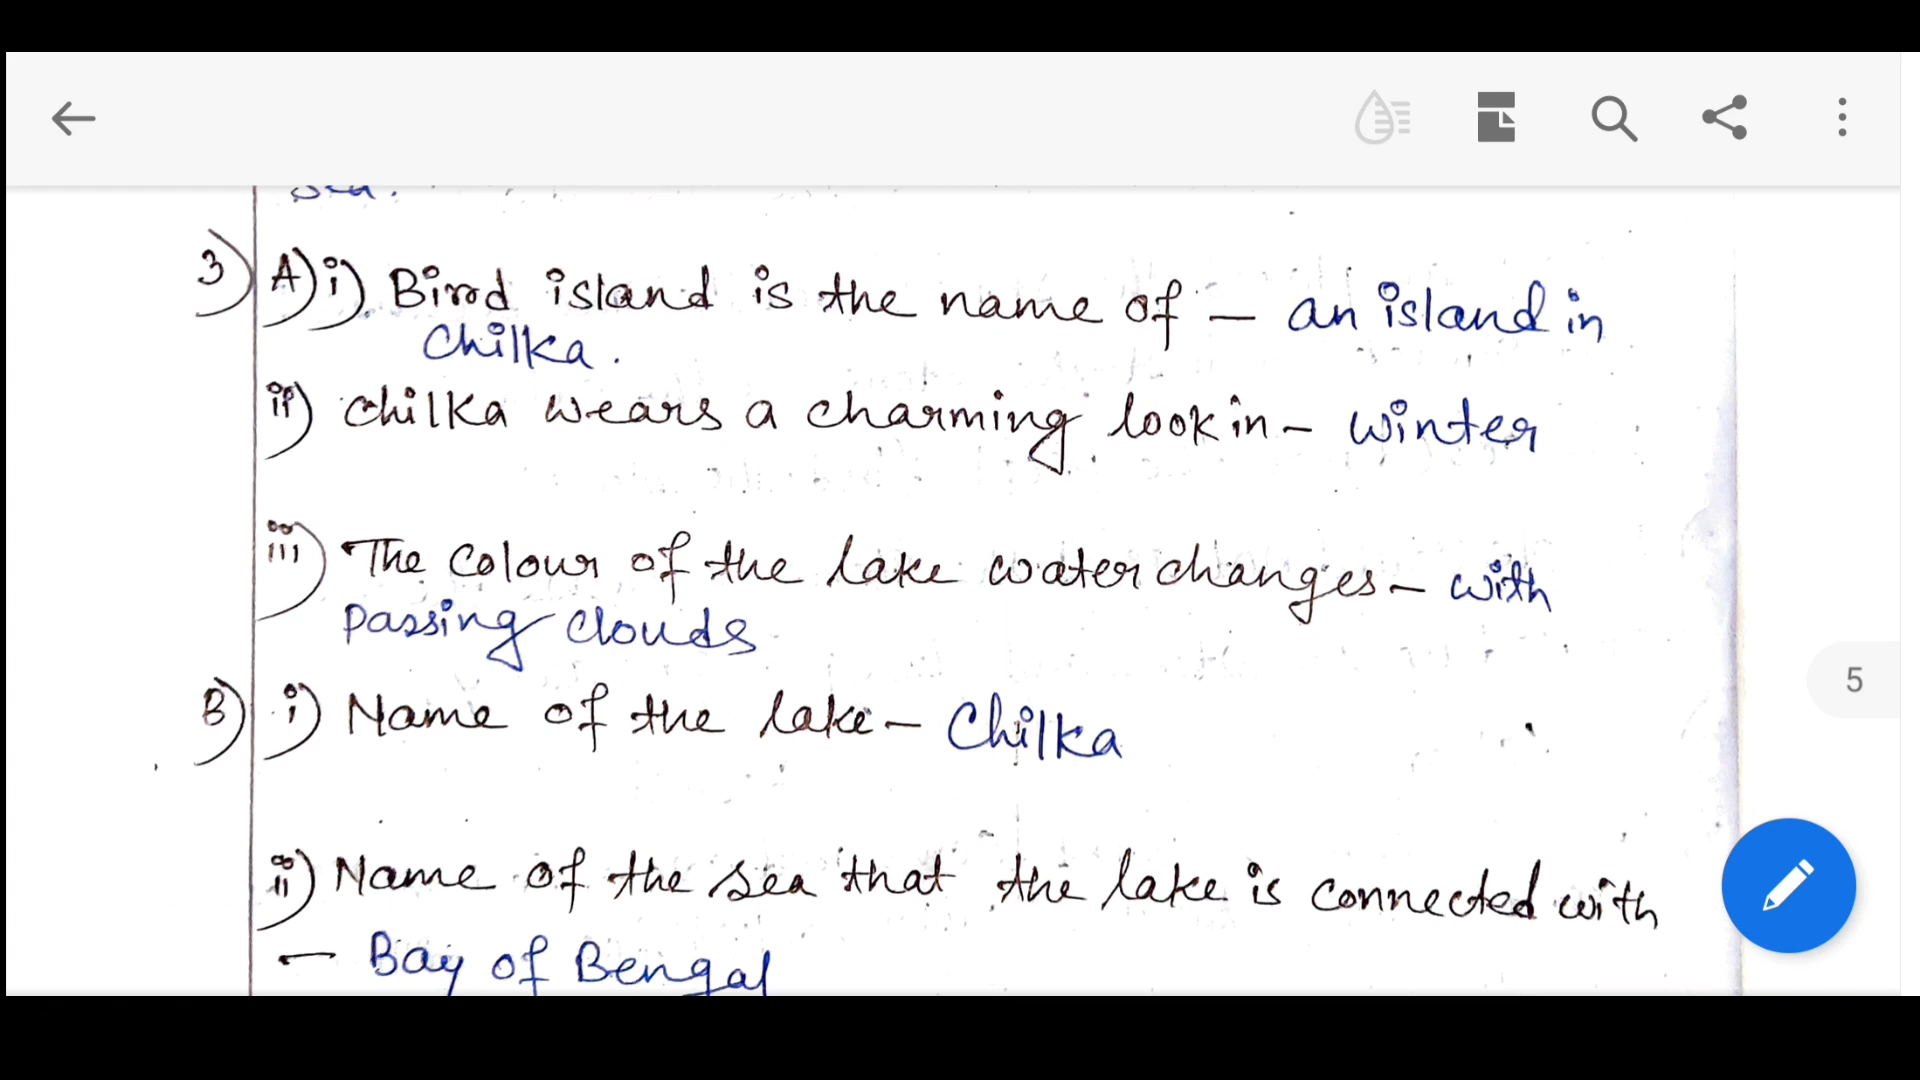 3) A) i) Bird island is the name of – an island in
Chilka.
ii) Chilka wears a charming look in – winter
iii) The colour of the lake water changes – with
passing clouds
B) i) Name of the lake – Chilka
5
ii) Name of the sea that the lake is connected with
– Bay of Bengal